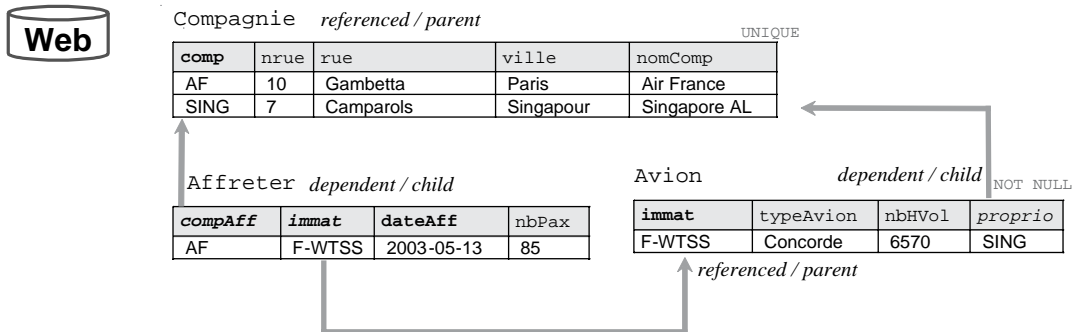 Web
Compagnie referenced / parent
UNIQUE
comp nrue rue ville nomComp
AF 10 Gambetta Paris Air France
SING 7 Camparols Singapour Singapore AL
Affreter dependent / child
compAff immat dateAff nbPax
AF F-WTSS 2003-05-13 85
Avion dependent / child NOT NULL
immat typeAvion nbHVol proprio
F-WTSS Concorde 6570 SING
referenced / parent